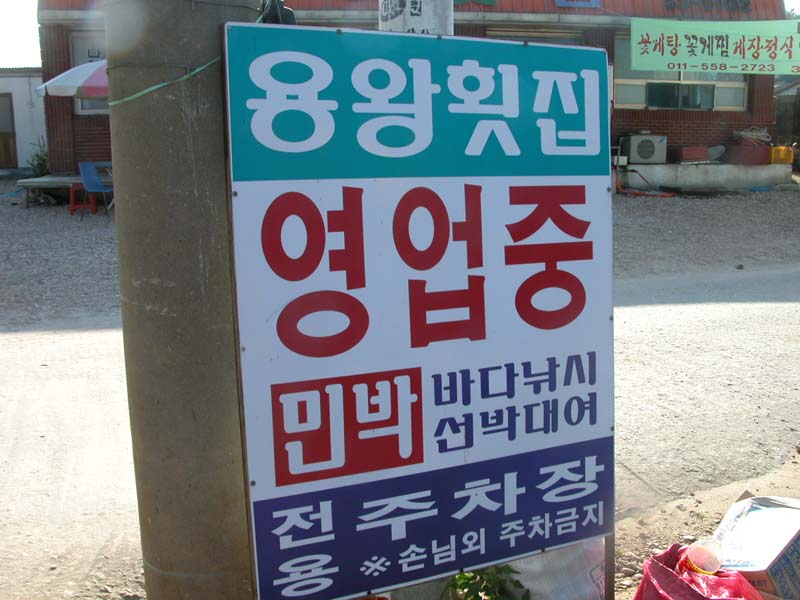 용왕횟집
영업중
민박
바다낚시
선박대여
전용
주차장
※손님외 주차금지
꽃게탕 꽃게찜 게장정식
011-558-2723